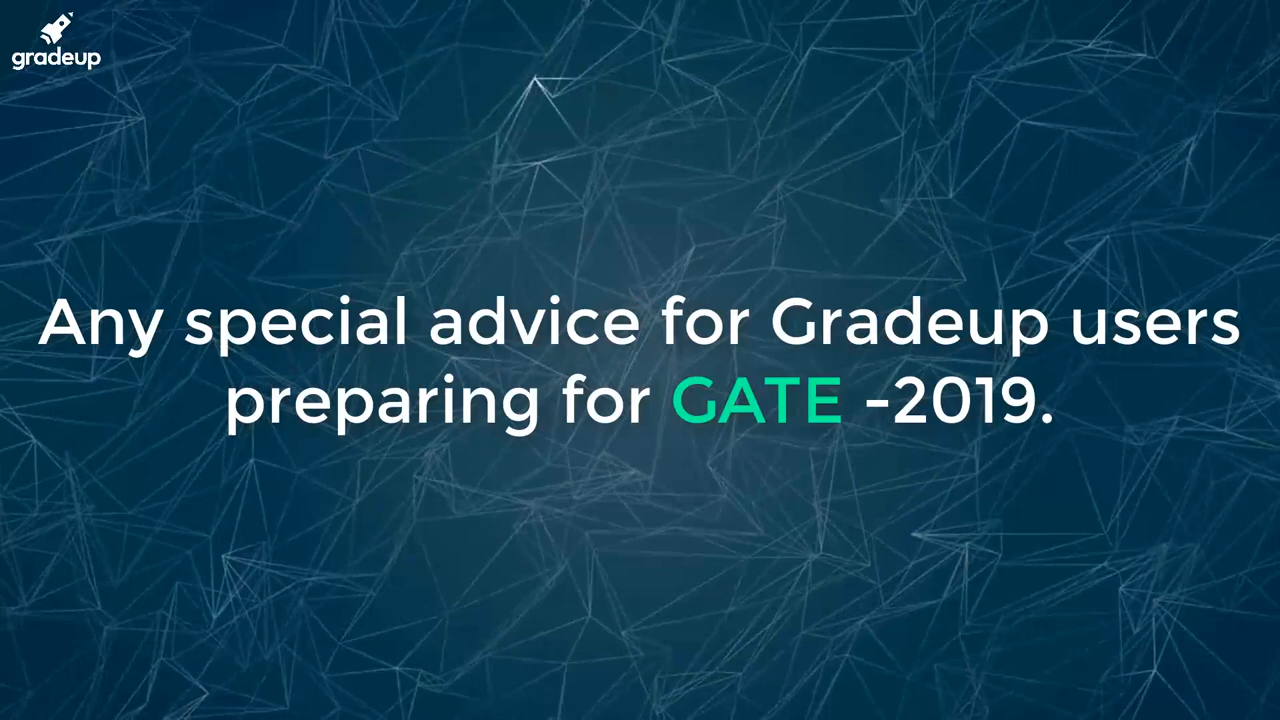 gradeup
Any special advice for Gradeup users
preparing for GATE -2019.